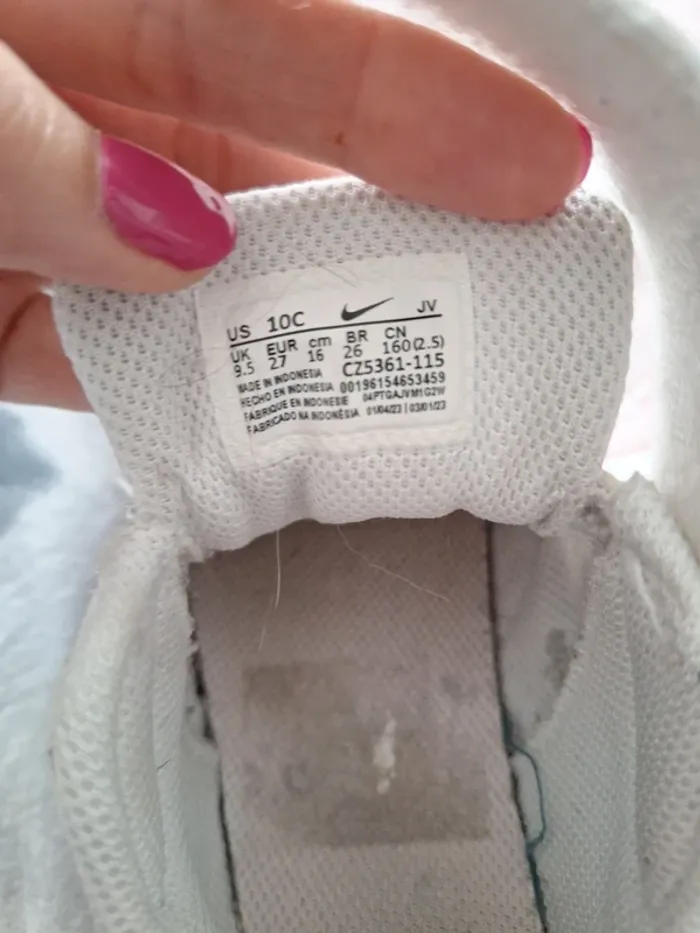 US 10C JV
UK EUR cm BR CN
9.5 27 16 26 160(2.5)
MADE IN INDONESIA CZ5361-115
HECHO EN INDONESIA 00196154653459
FABRIQUE EN INDONESIE 04PTGAJVM1G2W
FABRICADO NA INDONÉSIA 01/04/23 | 03/01/23